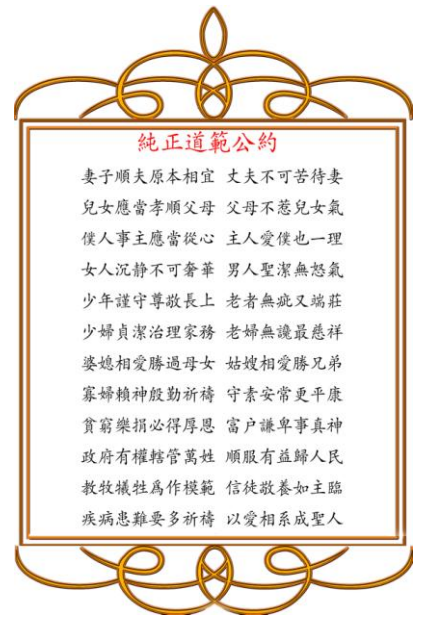 純正道範公約
妻子順夫原本相宜 丈夫不可苦待妻
兒女應當孝順父母 父母不惹兒女氣
僕人事主應當從心 主人愛僕也一理
女人沉静不可奢華 男人聖潔無怒氣
少年謹守尊敬長上 老者無疵又端莊
少婦貞潔治理家務 老婦無讒最慈祥
婆媳相愛勝過母女 姑嫂相愛勝兄弟
寡婦賴神殷勤祈禱 守素安常更平康
貧窮樂捐必得厚恩 富户謙卑事真神
政府有權轄管萬姓 順服有益歸人民
教牧犧牲爲作模範 信徒敬養如主臨
疾病患難要多祈禱 以愛相系成聖人